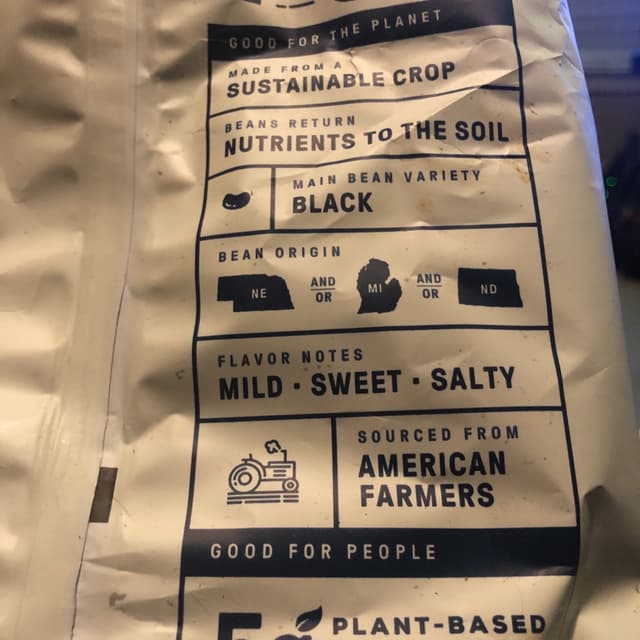 GOOD FOR THE PLANET
MADE FROM A
SUSTAINABLE CROP
BEANS RETURN
NUTRIENTS TO THE SOIL
MAIN BEAN VARIETY
BLACK
BEAN ORIGIN
NE AND OR MI AND OR ND
FLAVOR NOTES
MILD · SWEET · SALTY
SOURCED FROM
AMERICAN
FARMERS
GOOD FOR PEOPLE
PLANT-BASED